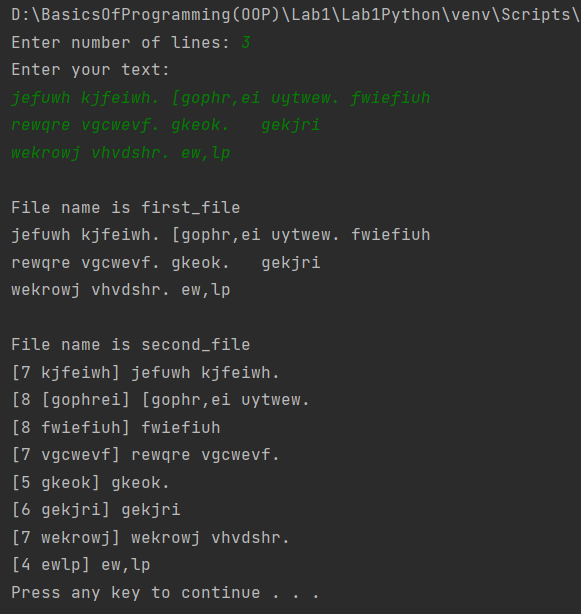 D:\BasicsOfProgramming(OOP)\Lab1\Lab1Python\venv\Scripts\
Enter number of lines: 3
Enter your text:
jefuwh kjfeiwh. [gophr,ei uytwew. fwiefiuh
rewqre vgcwevf. gkeok.   gekjri
wekrowj vhvdshr. ew,lp
File name is first_file
jefuwh kjfeiwh. [gophr,ei uytwew. fwiefiuh
rewqre vgcwevf. gkeok.   gekjri
wekrowj vhvdshr. ew,lp
File name is second_file
[7 kjfeiwh] jefuwh kjfeiwh.
[8 [gophrei] [gophr,ei uytwew.
[8 fwiefiuh] fwiefiuh
[7 vgcwevf] rewqre vgcwevf.
[5 gkeok] gkeok.
[6 gekjri] gekjri
[7 wekrowj] wekrowj vhvdshr.
[4 ewlp] ew,lp
Press any key to continue . . .